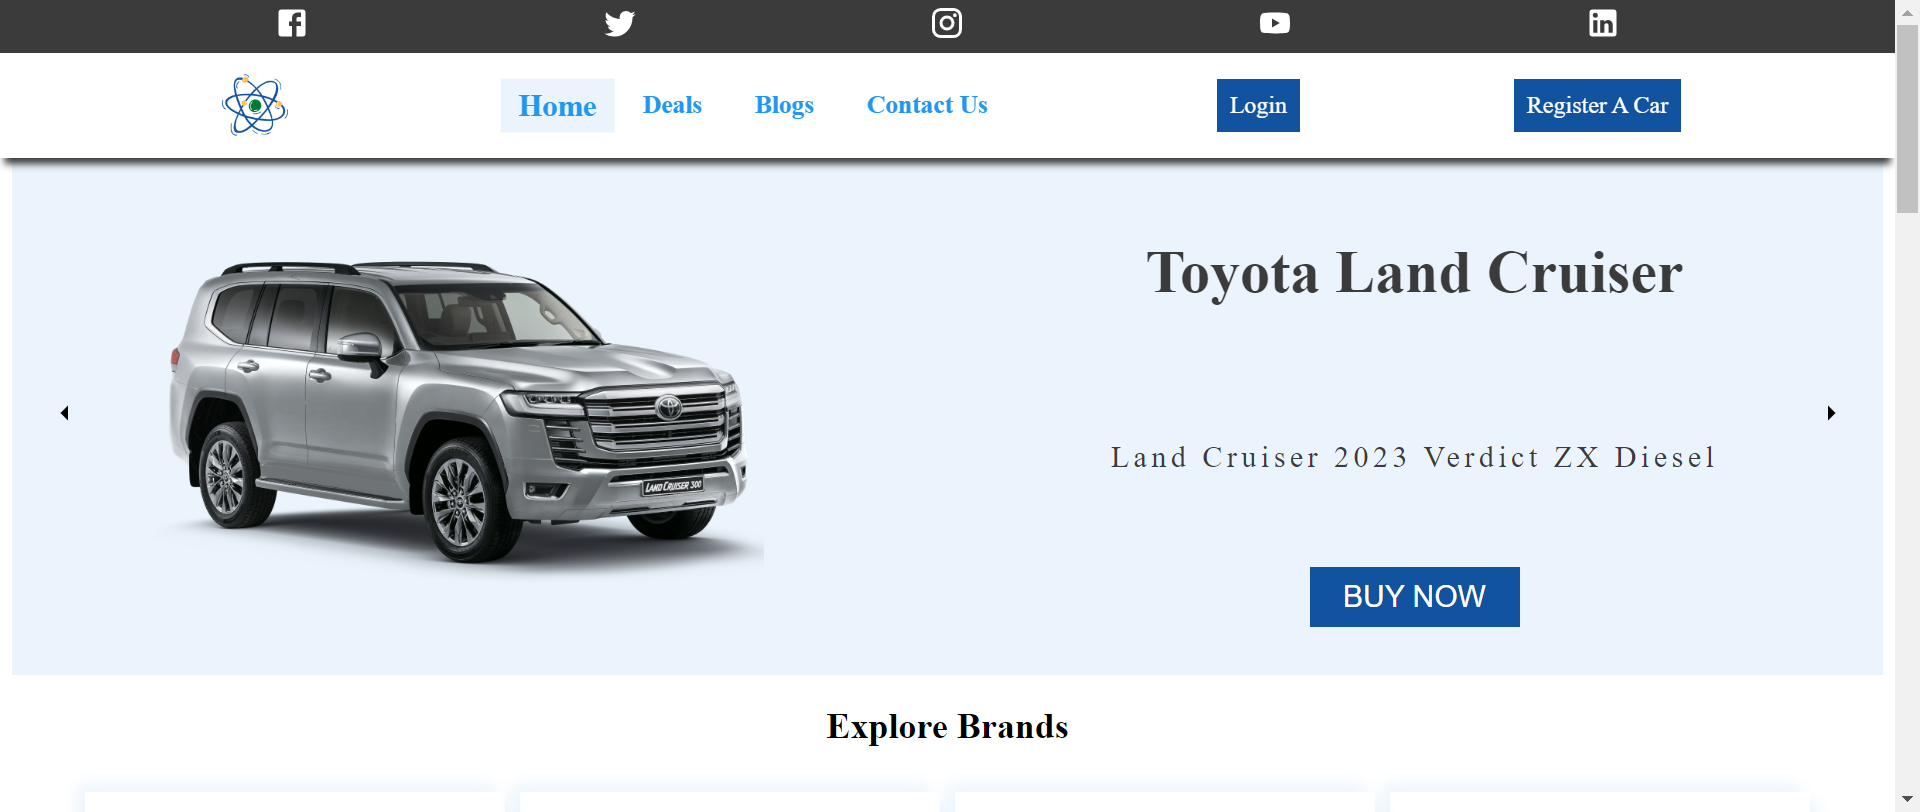 Home
Deals
Blogs
Contact Us
Login
Register A Car
Toyota Land Cruiser
LAND CRUISER 300
Land Cruiser 2023 Verdict ZX Diesel
BUY NOW
Explore Brands